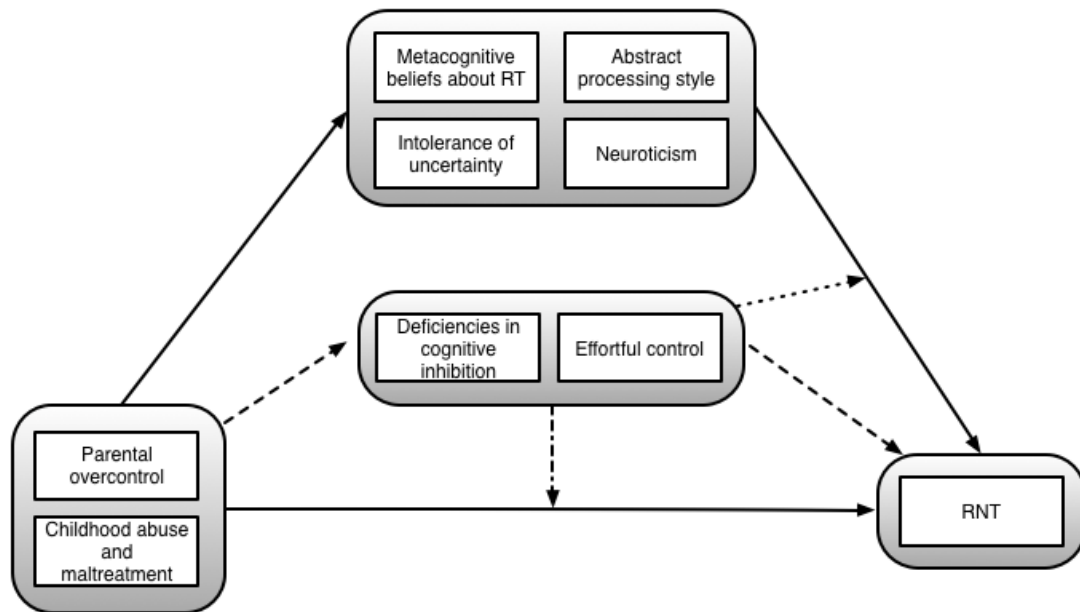 Metacognitive
beliefs about RT
Abstract
processing style
Intolerance of
uncertainty
Neuroticism
Deficiencies in
cognitive
inhibition
Effortful control
Parental
overcontrol
Childhood abuse
and
maltreatment
RNT